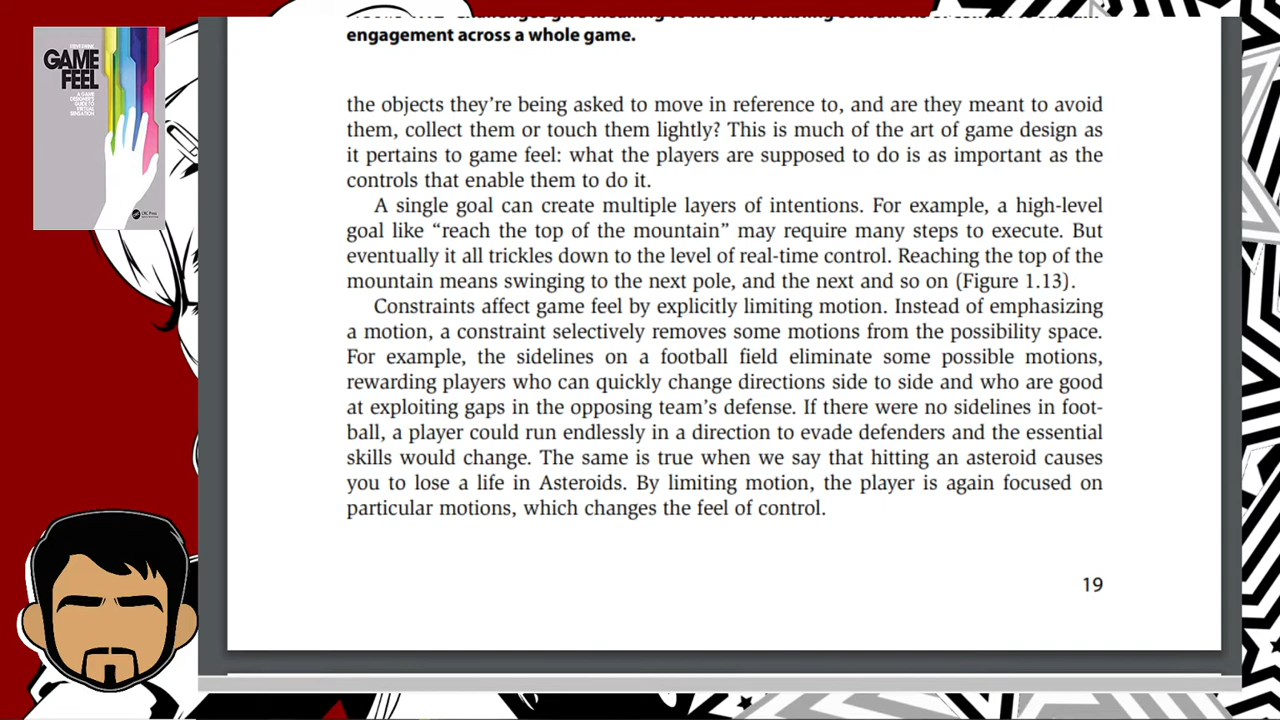 STEVE SWINK
GAME
FEEL
A GAME
DESIGNER'S
GUIDE TO
VIRTUAL
SENSATION
CRC Press
engagement across a whole game.
the objects they're being asked to move in reference to, and are they meant to avoid
them, collect them or touch them lightly? This is much of the art of game design as
it pertains to game feel: what the players are supposed to do is as important as the
controls that enable them to do it.
A single goal can create multiple layers of intentions. For example, a high-level
goal like “reach the top of the mountain” may require many steps to execute. But
eventually it all trickles down to the level of real-time control. Reaching the top of the
mountain means swinging to the next pole, and the next and so on (Figure 1.13).
Constraints affect game feel by explicitly limiting motion. Instead of emphasizing
a motion, a constraint selectively removes some motions from the possibility space.
For example, the sidelines on a football field eliminate some possible motions,
rewarding players who can quickly change directions side to side and who are good
at exploiting gaps in the opposing team's defense. If there were no sidelines in foot-
ball, a player could run endlessly in a direction to evade defenders and the essential
skills would change. The same is true when we say that hitting an asteroid causes
you to lose a life in Asteroids. By limiting motion, the player is again focused on
particular motions, which changes the feel of control.
19